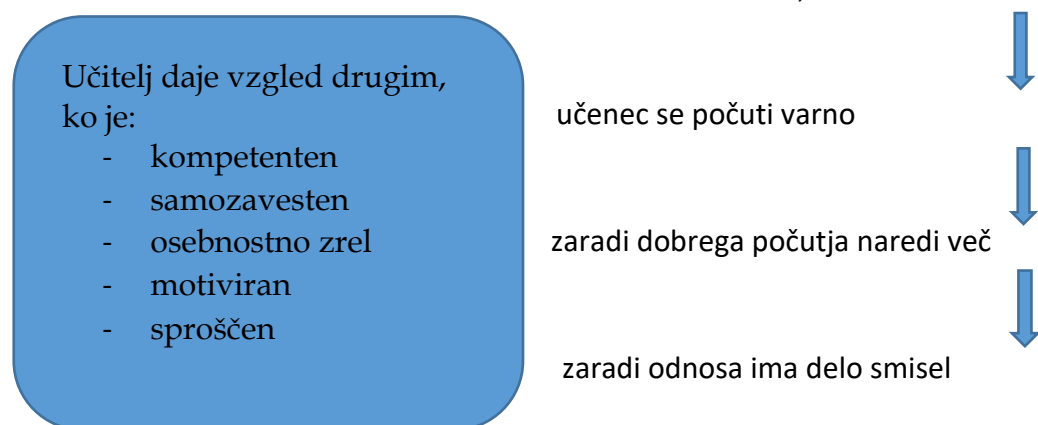 Učitelj daje vzgled drugim,
ko je:
- kompetenten
- samozavesten
- osebnostno zrel
- motiviran
- sproščen
učenec se počuti varno
zaradi dobrega počutja naredi več
zaradi odnosa ima delo smisel